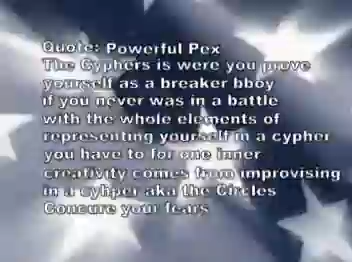 Quote: Powerful Pex
The Cyphers is were you prove
yourself as a breaker bboy
if you never was in a battle
with the whole elements of
representing yourself in a cypher
you have to for one inner
creativity comes from improvising
in a cyhper aka the Circles
Concure your fears